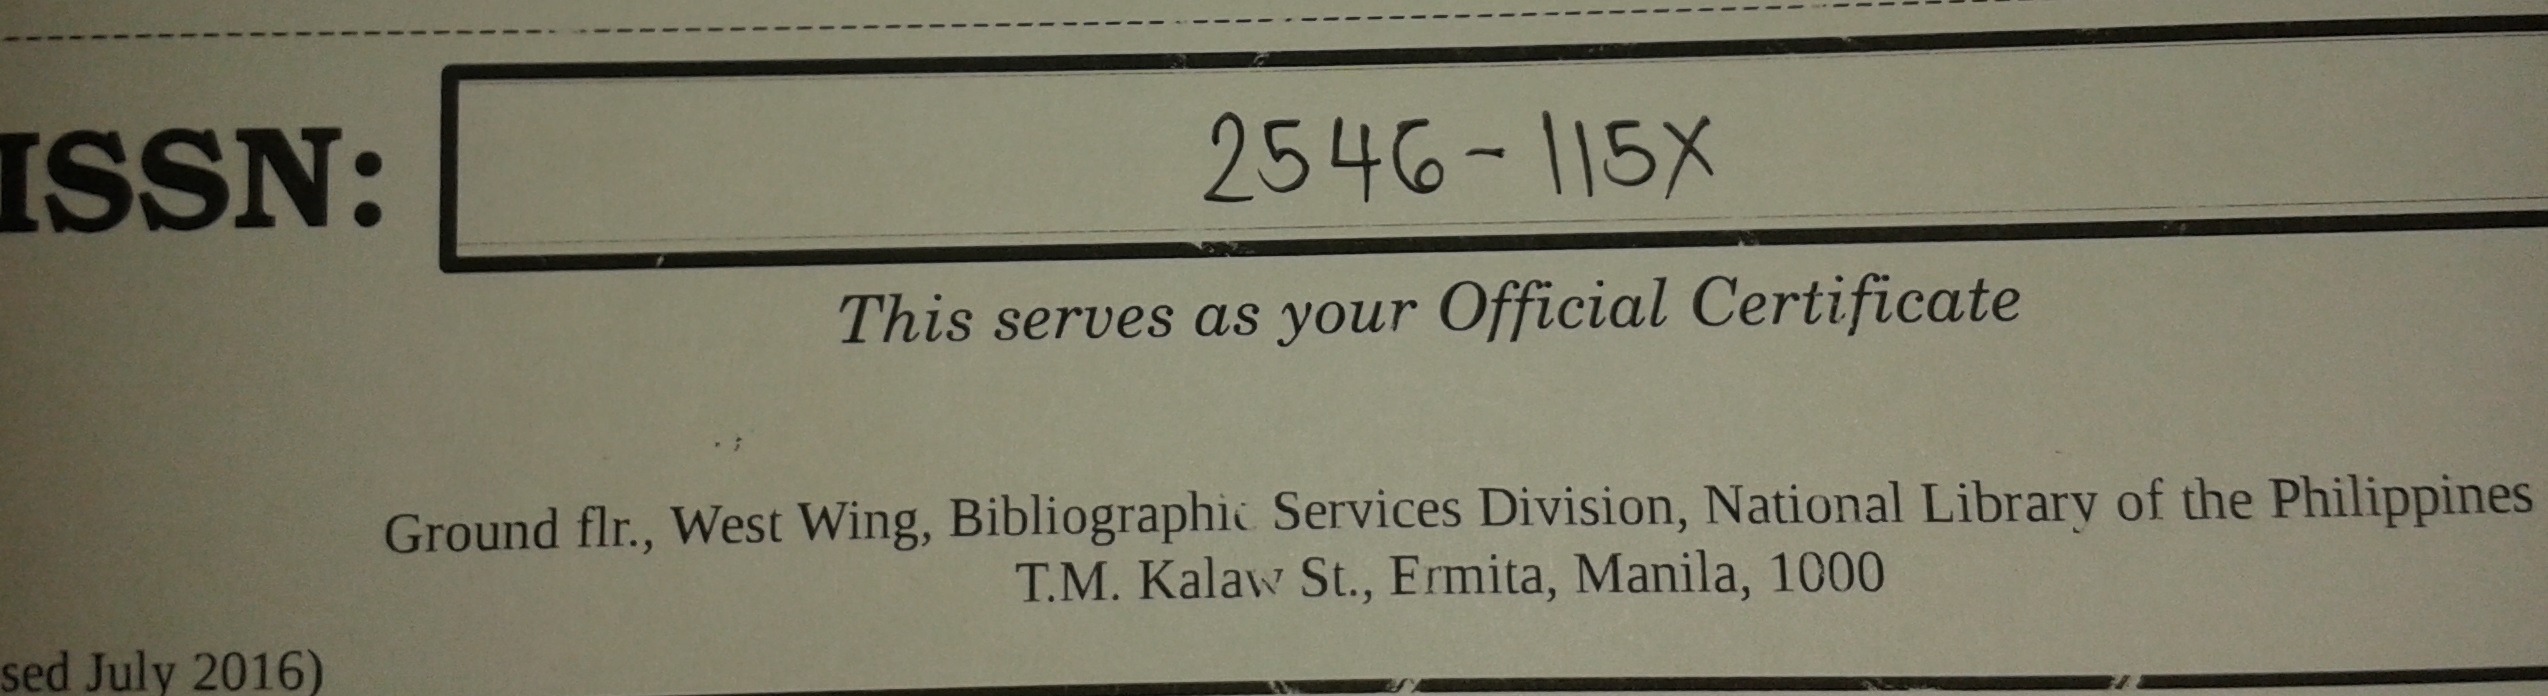 ISSN: 2546-115X
This serves as your Official Certificate
Ground flr., West Wing, Bibliographic Services Division, National Library of the Philippines
T.M. Kalaw St., Ermita, Manila, 1000
sed July 2016)